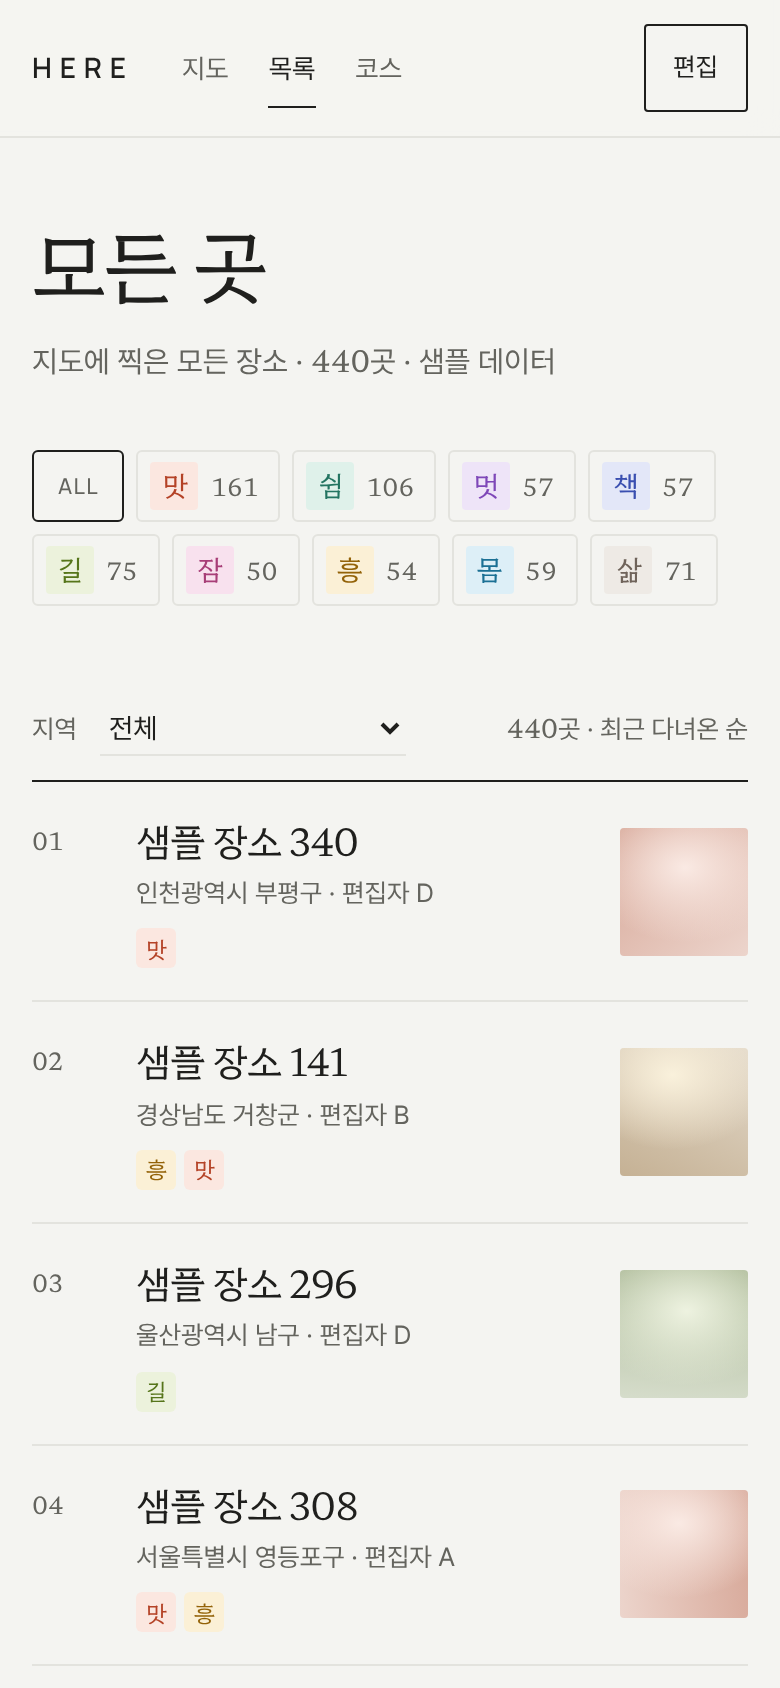 HERE 지도 목록 코스 편집
모든 곳
지도에 찍은 모든 장소 · 440곳 · 샘플 데이터
ALL 맛 161 쉼 106 멋 57 책 57
길 75 잠 50 흥 54 봄 59 삶 71
지역 전체 440곳 · 최근 다녀온 순
01 샘플 장소 340
인천광역시 부평구 · 편집자 D
맛
02 샘플 장소 141
경상남도 거창군 · 편집자 B
흥 맛
03 샘플 장소 296
울산광역시 남구 · 편집자 D
길
04 샘플 장소 308
서울특별시 영등포구 · 편집자 A
맛 흥